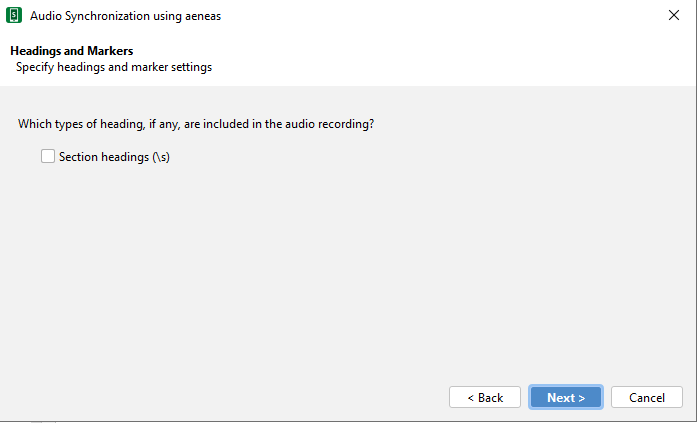 Audio Synchronization using aeneas
Headings and Markers
Specify headings and marker settings
Which types of heading, if any, are included in the audio recording?
Section headings (\s)
< Back
Next >
Cancel